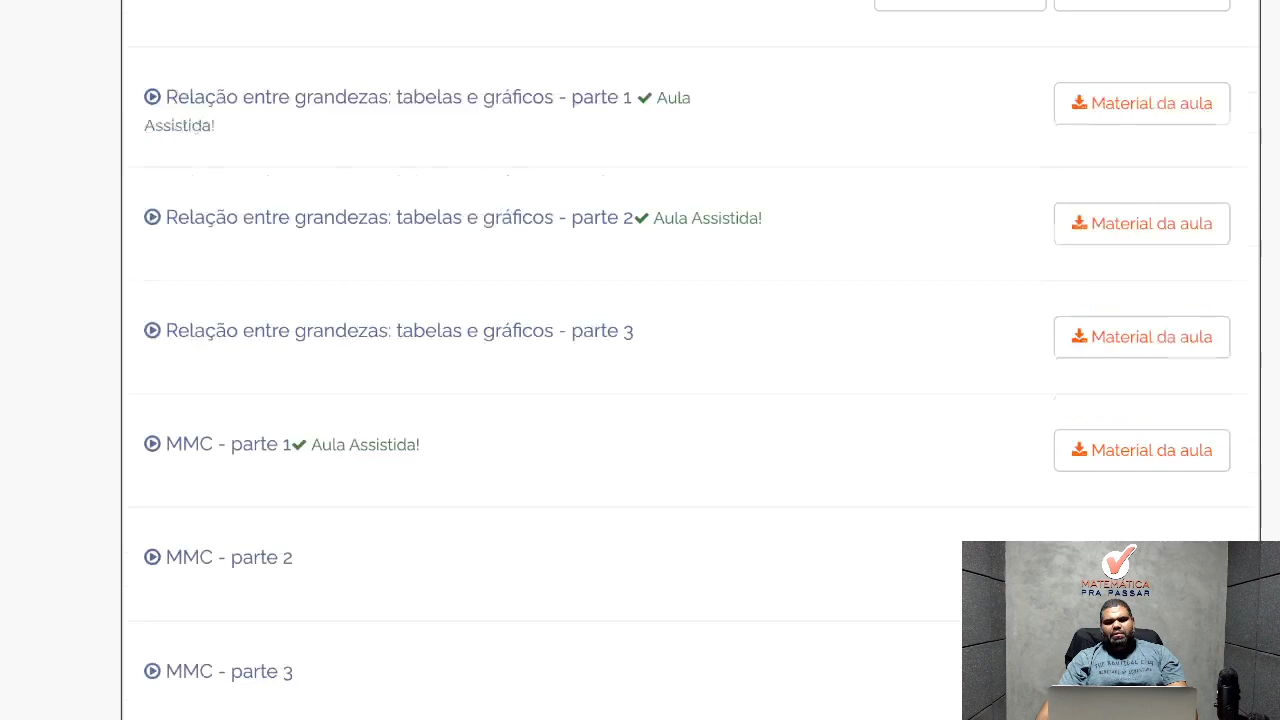 Relação entre grandezas: tabelas e gráficos - parte 1 ✔ Aula
Assistida!
Material da aula
Relação entre grandezas: tabelas e gráficos - parte 2✔ Aula Assistida!
Material da aula
Relação entre grandezas: tabelas e gráficos - parte 3
Material da aula
MMC - parte 1✔ Aula Assistida!
Material da aula
MMC - parte 2
MMC - parte 3
MATEMÁTICA
PRA PASSAR